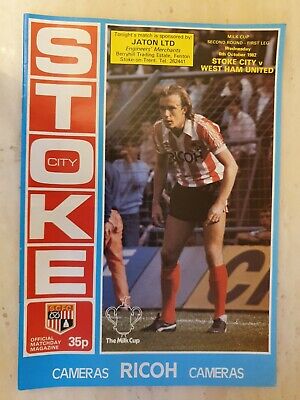 STOKE
CITY
Tonight's match is sponsored by:
JATON LTD
Engineers' Merchants
Berryhill Trading Estate, Fenton
Stoke-on-Trent. Tel. 262441
MILK CUP
SECOND ROUND - FIRST LEG
Wednesday
6th October 1982
STOKE CITY v
WEST HAM UNITED
RICOH
The Milk Cup
S.C.F.C.
OFFICIAL
MATCHDAY
MAGAZINE
35p
CAMERAS RICOH CAMERAS